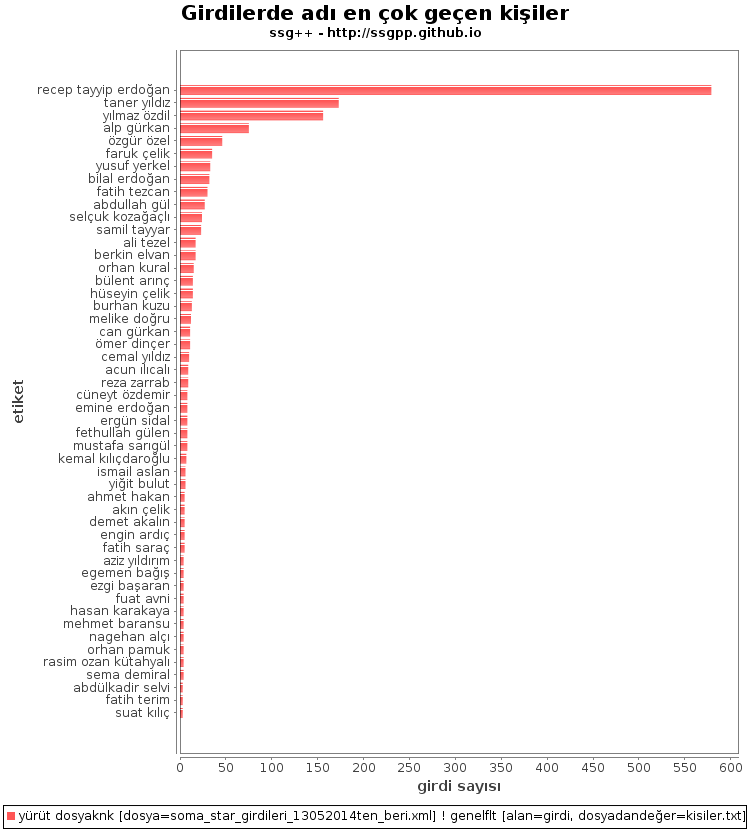 Girdilerde adı en çok geçen kişiler
ssg++ - http://ssgpp.github.io
etiket
recep tayyip erdoğan
taner yıldız
yılmaz özdil
alp gürkan
özgür özel
faruk çelik
yusuf yerkel
bilal erdoğan
fatih tezcan
abdullah gül
selçuk kozağaçlı
samil tayyar
ali tezel
berkin elvan
orhan kural
bülent arınç
hüseyin çelik
burhan kuzu
melike doğru
can gürkan
ömer dinçer
cemal yıldız
acun ılıcalı
reza zarrab
cüneyt özdemir
emine erdoğan
ergün sidal
fethullah gülen
mustafa sarıgül
kemal kılıçdaroğlu
ismail aslan
yiğit bulut
ahmet hakan
akın çelik
demet akalın
engin ardıç
fatih saraç
aziz yıldırım
egemen bağış
ezgi başaran
fuat avni
hasan karakaya
mehmet baransu
nagehan alçı
orhan pamuk
rasim ozan kütahyalı
sema demiral
abdülkadir selvi
fatih terim
suat kılıç
0 50 100 150 200 250 300 350 400 450 500 550 600
girdi sayısı
yürüt dosyaknk [dosya=soma_star_girdileri_13052014ten_beri.xml] ! genelflt [alan=girdi, dosyadandeğer=kisiler.txt]